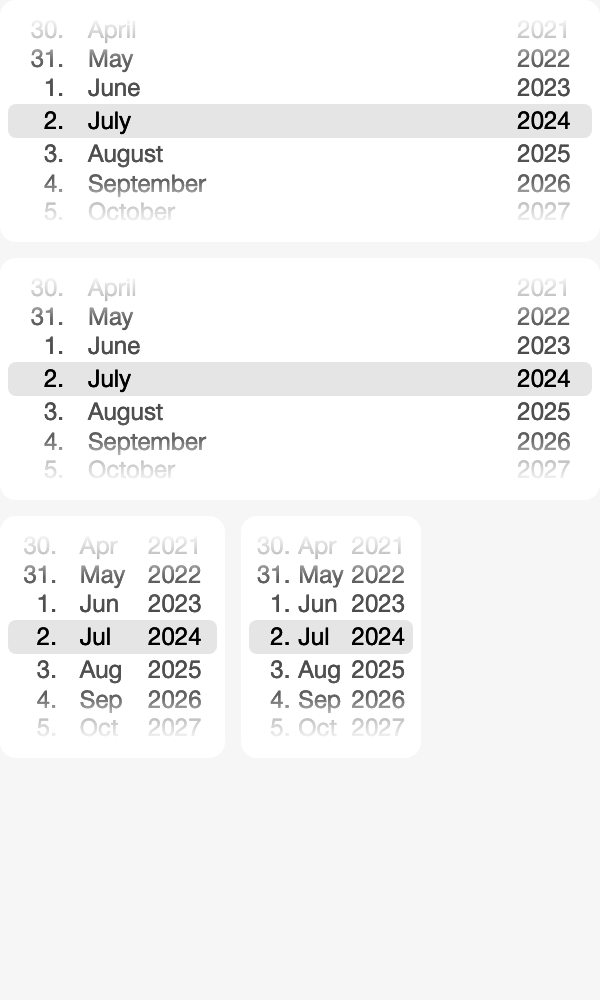 30. April 2021
31. May 2022
1. June 2023
2. July 2024
3. August 2025
4. September 2026
5. October 2027
30. April 2021
31. May 2022
1. June 2023
2. July 2024
3. August 2025
4. September 2026
5. October 2027
30. Apr 2021
31. May 2022
1. Jun 2023
2. Jul 2024
3. Aug 2025
4. Sep 2026
5. Oct 2027
30. Apr 2021
31. May 2022
1. Jun 2023
2. Jul 2024
3. Aug 2025
4. Sep 2026
5. Oct 2027